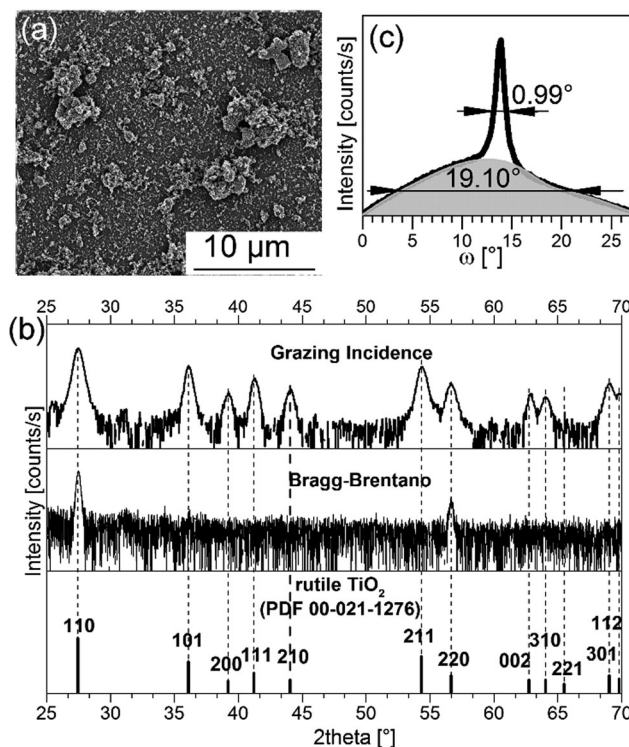 (a)
10 µm
(c)
Intensity [counts/s]
0.99°
19.10°
0 5 10 15 20 25
ω [°]
(b)
25 30 35 40 45 50 55 60 65 70
Intensity [counts/s]
Grazing Incidence
Bragg-Brentano
rutile TiO₂
(PDF 00-021-1276)
110
101
200
111
210
211
220
002
310
221
301
112
25 30 35 40 45 50 55 60 65 70
2theta [°]